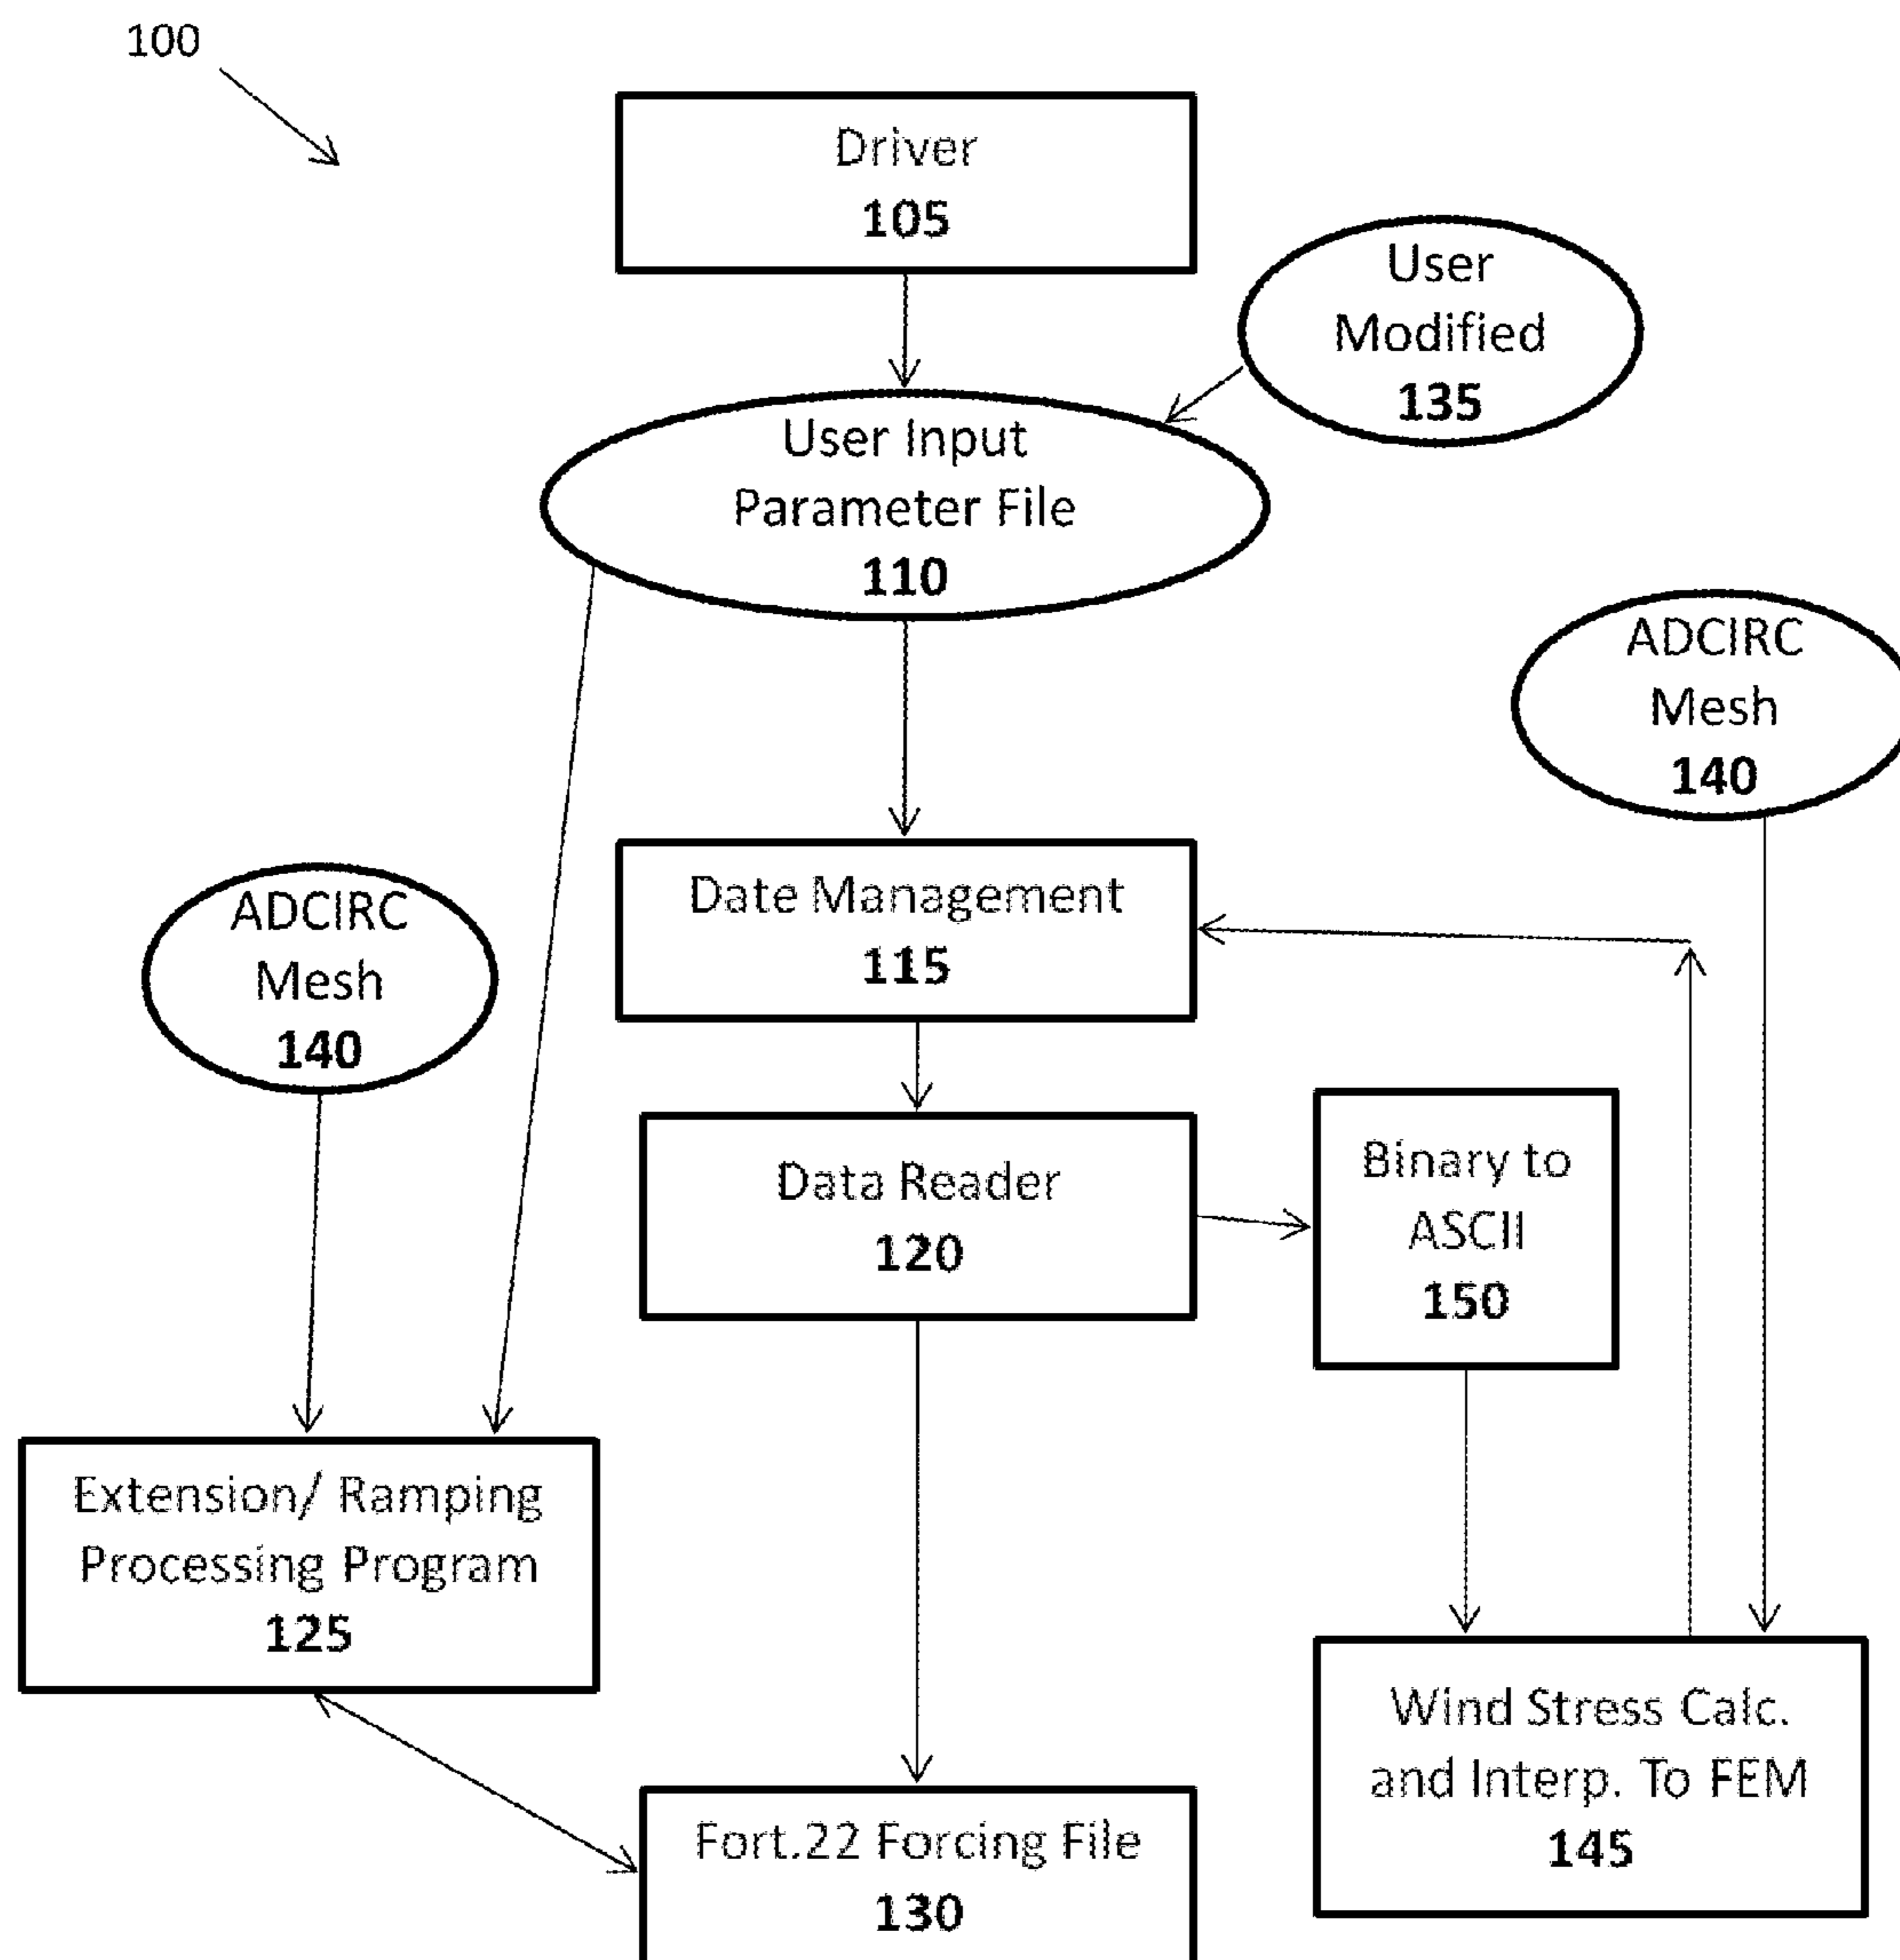 100
Driver
105
User
Modified
135
User Input
Parameter File
110
ADCIRC
Mesh
140
Date Management
115
ADCIRC
Mesh
140
Data Reader
120
Binary to
ASCII
150
Extension/ Ramping
Processing Program
125
Wind Stress Calc.
and Interp. To FEM
145
Fort.22 Forcing File
130